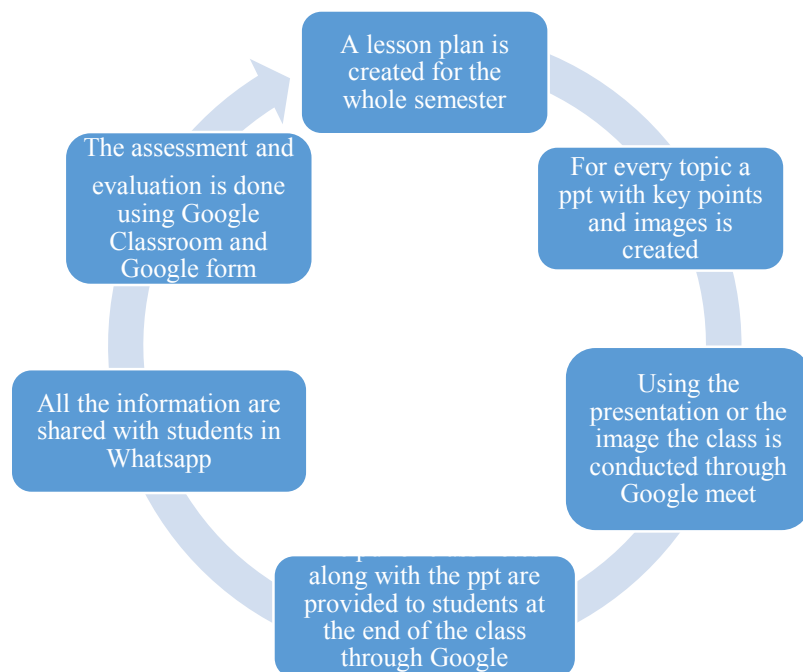 A lesson plan is
created for the
whole semester
For every topic a
ppt with key points
and images is
created
Using the
presentation or the
image the class is
conducted through
Google meet
along with the ppt are
provided to students at
the end of the class
through Google
All the information are
shared with students in
Whatsapp
The assessment and
evaluation is done
using Google
Classroom and
Google form